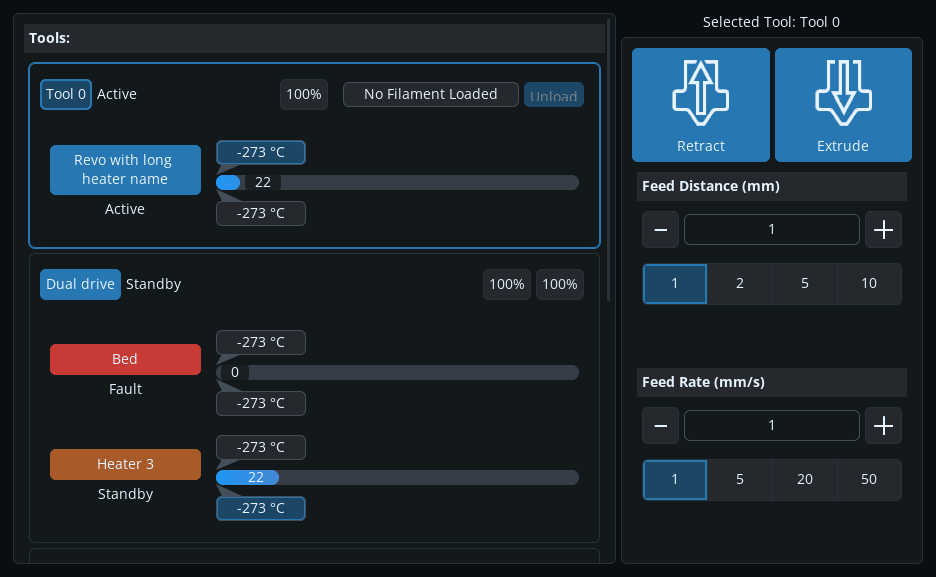 Tools:
Tool 0 Active 100% No Filament Loaded Unload
Revo with long
heater name
Active
-273 °C
22
-273 °C
Dual drive Standby 100% 100%
Bed
Fault
-273 °C
0
-273 °C
Heater 3
Standby
-273 °C
22
-273 °C
Selected Tool: Tool 0
Retract Extrude
Feed Distance (mm)
− 1 +
1 2 5 10
Feed Rate (mm/s)
− 1 +
1 5 20 50